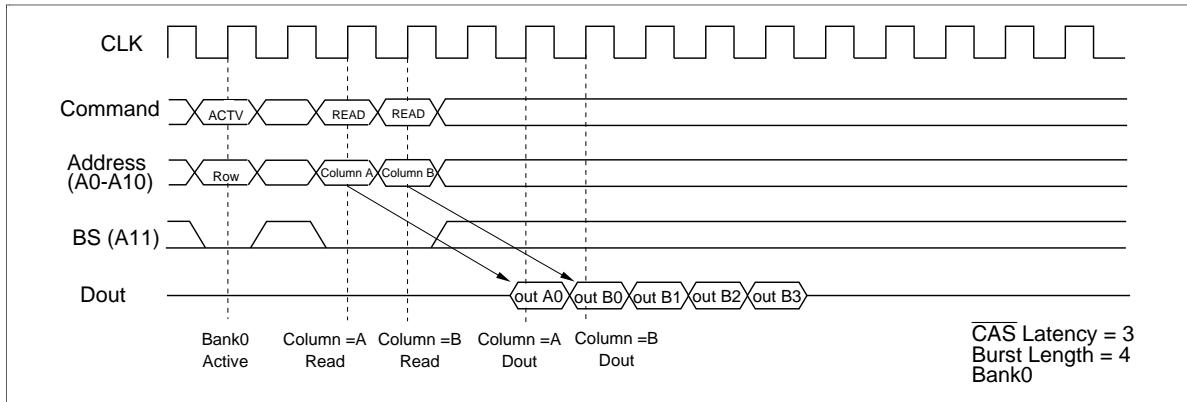 CLK
Command
ACTV
READ
READ
Address
(A0-A10)
Row
Column A
Column B
BS (A11)
Dout
out A0
out B0
out B1
out B2
out B3
Bank0
Active
Column =A
Read
Column =B
Read
Column =A
Dout
Column =B
Dout
CAS Latency = 3
Burst Length = 4
Bank0